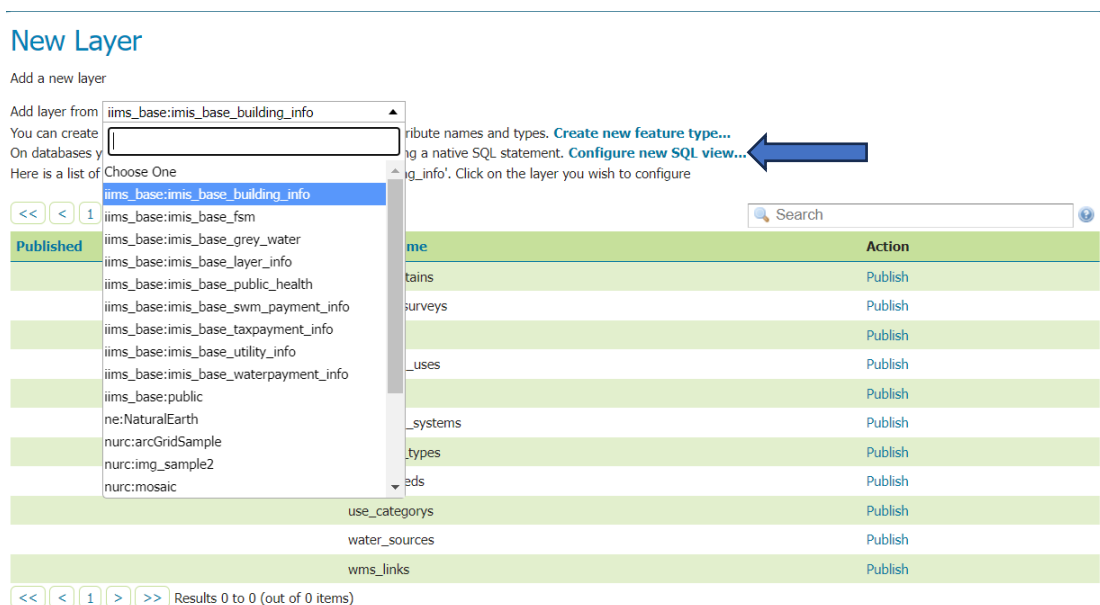 New Layer
Add a new layer
Add layer from iims_base:imis_base_building_info
You can create ribute names and types. Create new feature type...
On databases y ng a native SQL statement. Configure new SQL view...
Here is a list of g_info'. Click on the layer you wish to configure
Choose One
iims_base:imis_base_building_info
iims_base:imis_base_fsm
iims_base:imis_base_grey_water
iims_base:imis_base_layer_info
iims_base:imis_base_public_health
iims_base:imis_base_swm_payment_info
iims_base:imis_base_taxpayment_info
iims_base:imis_base_utility_info
iims_base:imis_base_waterpayment_info
iims_base:public
ne:NaturalEarth
nurc:arcGridSample
nurc:img_sample2
nurc:mosaic
<< < 1 Search
Published me Action
tains Publish
surveys Publish
Publish
_uses Publish
Publish
_systems Publish
_types Publish
eds Publish
use_categorys Publish
water_sources Publish
wms_links Publish
<< < 1 > >> Results 0 to 0 (out of 0 items)